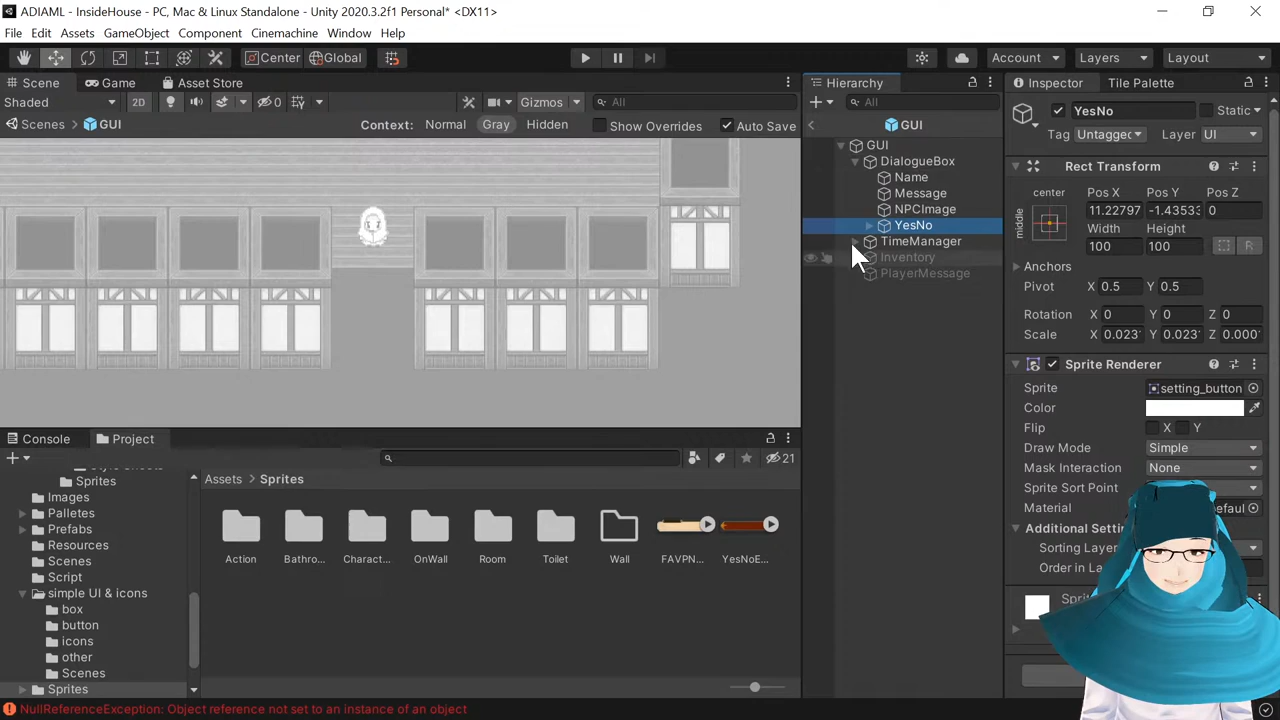 ADIAML - InsideHouse - PC, Mac & Linux Standalone - Unity 2020.3.2f1 Personal* <DX11>
File Edit Assets GameObject Component Cinemachine Window Help
Center Global Account Layers Layout
Scene Game Asset Store Hierarchy Inspector Tile Palette
Shaded 2D 0 Gizmos All All YesNo Static
Scenes GUI Context: Normal Gray Hidden Show Overrides Auto Save GUI Tag Untagged Layer UI
GUI
DialogueBox
Name
Message
NPCImage
YesNo
TimeManager
Inventory
PlayerMessage
Rect Transform
center Pos X Pos Y Pos Z
middle 11.22797 -1.4353 0
Width Height
100 100 R
Anchors
Pivot X 0.5 Y 0.5
Rotation X 0 Y 0 Z 0
Scale X 0.023 Y 0.023 Z 0.000
Sprite Renderer
Sprite setting_button
Color
Flip X Y
Draw Mode Simple
Mask Interaction None
Sprite Sort Point
Material
Additional Setti
Sorting Layer
Order in La
Console Project
21
Sprites
Images
Palletes
Prefabs
Resources
Scenes
Script
simple UI & icons
box
button
icons
other
Scenes
Sprites
Assets > Sprites
Action Bathro... Charact... OnWall Room Toilet Wall FAVPN... YesNoE...
NullReferenceException: Object reference not set to an instance of an object